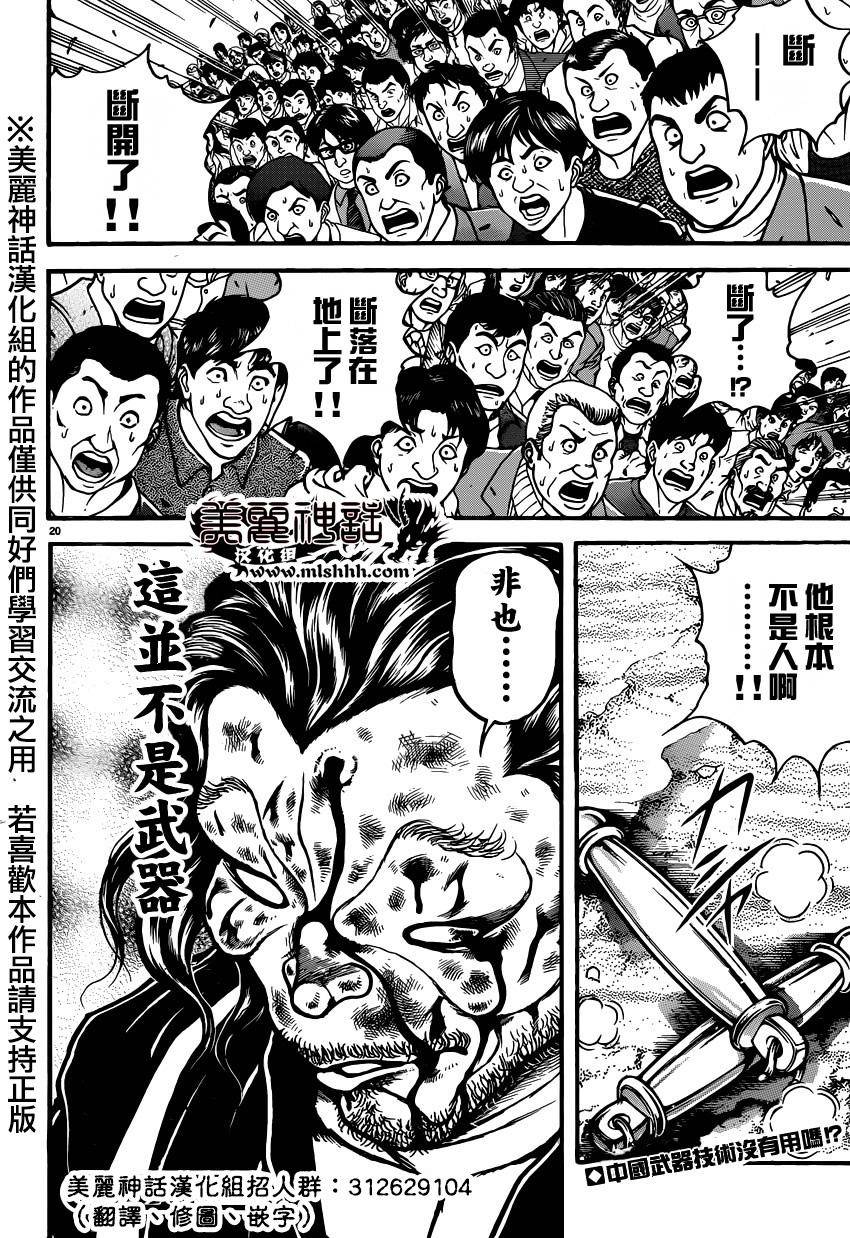 斷
——
斷開了!!
斷了……!?
斷落在
地上了!!
他根本
不是人啊
………!!
◆中國武器技術沒有用嗎!?
非也……
這並不是武器
20
美麗神話
汉化组
www.mlshhh.com
美麗神話漢化組招人群：312629104
（翻譯、修圖、嵌字）
※美麗神話漢化組的作品僅供同好們學習交流之用 若喜歡本作品請支持正版